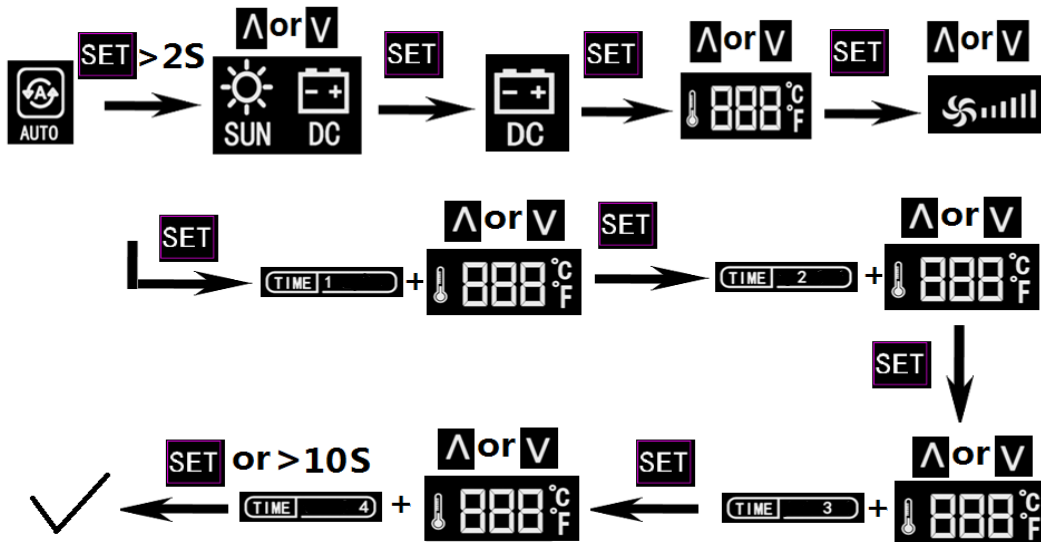 SET >2S
Λ or V
SET
SET
Λ or V
SET
Λ or V
A
AUTO
SUN
- +
DC
- +
DC
888 °C °F
SET
Λ or V
SET
Λ or V
TIME 1
+
888 °C °F
TIME 2
+
888 °C °F
SET
SET or >10S
Λ or V
SET
Λ or V
TIME 4
+
888 °C °F
TIME 3
+
888 °C °F